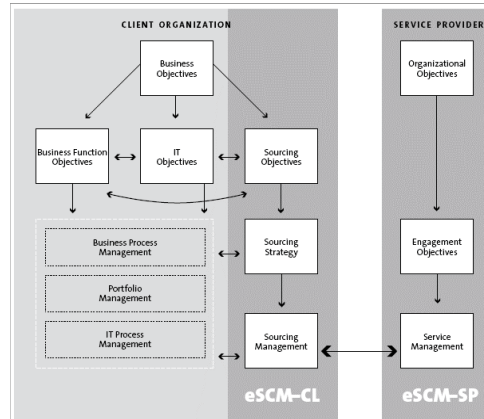 CLIENT ORGANIZATION
SERVICE PROVIDER
Business
Objectives
Organizational
Objectives
Business Function
Objectives
IT
Objectives
Sourcing
Objectives
Business Process
Management
Portfolio
Management
IT Process
Management
Sourcing
Strategy
Engagement
Objectives
Sourcing
Management
Service
Management
eSCM–CL
eSCM–SP